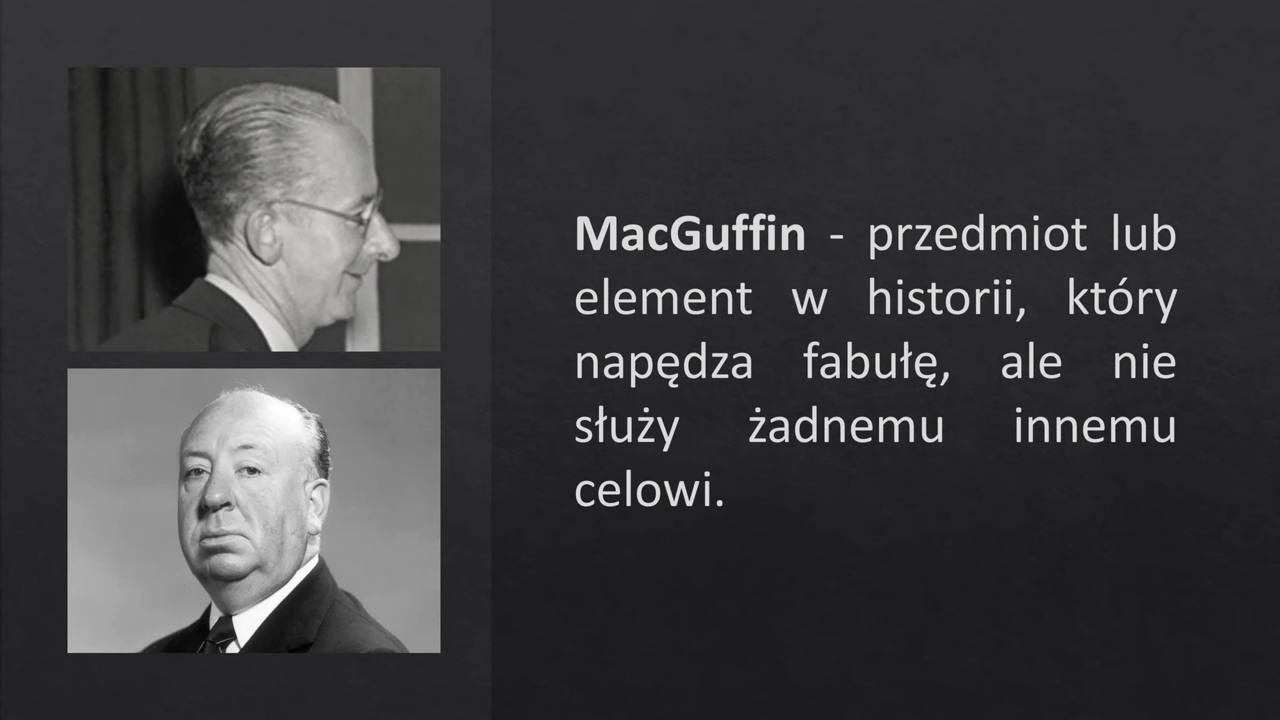 MacGuffin - przedmiot lub
element w historii, który
napędza fabułę, ale nie
służy żadnemu innemu
celowi.